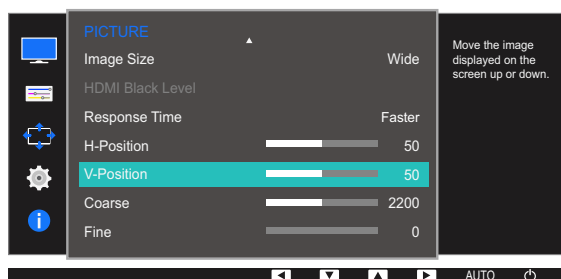 PICTURE
Image Size Wide
HDMI Black Level
Response Time Faster
H-Position 50
V-Position 50
Coarse 2200
Fine 0
Move the image
displayed on the
screen up or down.
AUTO